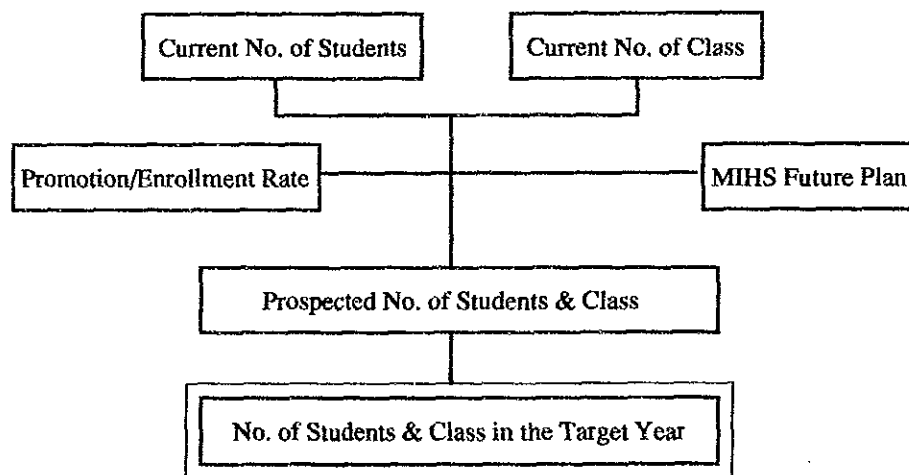 Current No. of Students
Current No. of Class
Promotion/Enrollment Rate
MIHS Future Plan
Prospected No. of Students & Class
No. of Students & Class in the Target Year